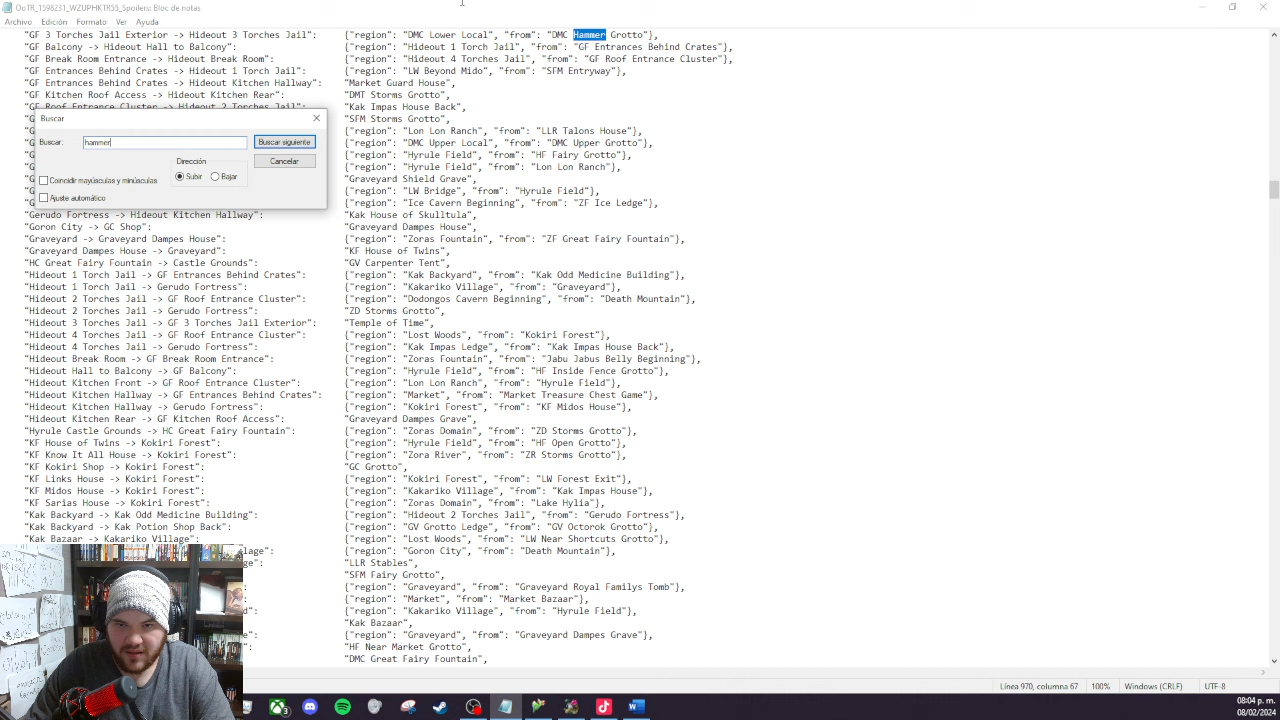 OoTR_1598231_WZUPHKTR55_Spoilers: Bloc de notas
Archivo Edición Formato Ver Ayuda
"GF 3 Torches Jail Exterior -> Hideout 3 Torches Jail": {"region": "DMC Lower Local", "from": "DMC Hammer Grotto"},
"GF Balcony -> Hideout Hall to Balcony": {"region": "Hideout 1 Torch Jail", "from": "GF Entrances Behind Crates"},
"GF Break Room Entrance -> Hideout Break Room": {"region": "Hideout 4 Torches Jail", "from": "GF Roof Entrance Cluster"},
"GF Entrances Behind Crates -> Hideout 1 Torch Jail": {"region": "LW Beyond Mido", "from": "SFM Entryway"},
"GF Entrances Behind Crates -> Hideout Kitchen Hallway": "Market Guard House",
"GF Kitchen Roof Access -> Hideout Kitchen Rear": "DMT Storms Grotto",
"GF Roof Entrance Cluster -> Hideout 2 Torches Jail": "Kak Impas House Back",
"SFM Storms Grotto",
{"region": "Lon Lon Ranch", "from": "LLR Talons House"},
{"region": "DMC Upper Local", "from": "DMC Upper Grotto"},
{"region": "Hyrule Field", "from": "HF Fairy Grotto"},
{"region": "Hyrule Field", "from": "Lon Lon Ranch"},
"Graveyard Shield Grave",
{"region": "LW Bridge", "from": "Hyrule Field"},
{"region": "Ice Cavern Beginning", "from": "ZF Ice Ledge"},
Buscar
Buscar: hammer Buscar siguiente
Dirección Cancelar
Subir Bajar
Coincidir mayúsculas y minúsculas
Ajuste automático
"Gerudo Fortress -> Hideout Kitchen Hallway": "Kak House of Skulltula",
"Goron City -> GC Shop": "Graveyard Dampes House",
"Graveyard -> Graveyard Dampes House": {"region": "Zoras Fountain", "from": "ZF Great Fairy Fountain"},
"Graveyard Dampes House -> Graveyard": "KF House of Twins",
"HC Great Fairy Fountain -> Castle Grounds": "GV Carpenter Tent",
"Hideout 1 Torch Jail -> GF Entrances Behind Crates": {"region": "Kak Backyard", "from": "Kak Odd Medicine Building"},
"Hideout 1 Torch Jail -> Gerudo Fortress": {"region": "Kakariko Village", "from": "Graveyard"},
"Hideout 2 Torches Jail -> GF Roof Entrance Cluster": {"region": "Dodongos Cavern Beginning", "from": "Death Mountain"},
"Hideout 2 Torches Jail -> Gerudo Fortress": "ZD Storms Grotto",
"Hideout 3 Torches Jail -> GF 3 Torches Jail Exterior": "Temple of Time",
"Hideout 4 Torches Jail -> GF Roof Entrance Cluster": {"region": "Lost Woods", "from": "Kokiri Forest"},
"Hideout 4 Torches Jail -> Gerudo Fortress": {"region": "Kak Impas Ledge", "from": "Kak Impas House Back"},
"Hideout Break Room -> GF Break Room Entrance": {"region": "Zoras Fountain", "from": "Jabu Jabus Belly Beginning"},
"Hideout Hall to Balcony -> GF Balcony": {"region": "Hyrule Field", "from": "HF Inside Fence Grotto"},
"Hideout Kitchen Front -> GF Roof Entrance Cluster": {"region": "Lon Lon Ranch", "from": "Hyrule Field"},
"Hideout Kitchen Hallway -> GF Entrances Behind Crates": {"region": "Market", "from": "Market Treasure Chest Game"},
"Hideout Kitchen Hallway -> Gerudo Fortress": {"region": "Kokiri Forest", "from": "KF Midos House"},
"Hideout Kitchen Rear -> GF Kitchen Roof Access": "Graveyard Dampes Grave",
"Hyrule Castle Grounds -> HC Great Fairy Fountain": {"region": "Zoras Domain", "from": "ZD Storms Grotto"},
"KF House of Twins -> Kokiri Forest": {"region": "Hyrule Field", "from": "HF Open Grotto"},
"KF Know It All House -> Kokiri Forest": {"region": "Zora River", "from": "ZR Storms Grotto"},
"KF Kokiri Shop -> Kokiri Forest": "GC Grotto",
"KF Links House -> Kokiri Forest": {"region": "Kokiri Forest", "from": "LW Forest Exit"},
"KF Midos House -> Kokiri Forest": {"region": "Kakariko Village", "from": "Kak Impas House"},
"KF Sarias House -> Kokiri Forest": {"region": "Zoras Domain", "from": "Lake Hylia"},
"Kak Backyard -> Kak Odd Medicine Building": {"region": "Hideout 2 Torches Jail", "from": "Gerudo Fortress"},
"Kak Backyard -> Kak Potion Shop Back": {"region": "GV Grotto Ledge", "from": "GV Octorok Grotto"},
"Kak Bazaar -> Kakariko Village": {"region": "Lost Woods", "from": "LW Near Shortcuts Grotto"},
lage": {"region": "Goron City", "from": "Death Mountain"},
ge": "LLR Stables",
"SFM Fairy Grotto",
: {"region": "Graveyard", "from": "Graveyard Royal Familys Tomb"},
{"region": "Market", "from": "Market Bazaar"},
: {"region": "Kakariko Village", "from": "Hyrule Field"},
"Kak Bazaar",
e": {"region": "Graveyard", "from": "Graveyard Dampes Grave"},
": "HF Near Market Grotto",
"DMC Great Fairy Fountain",
Línea 970, columna 67 100% Windows (CRLF) UTF-8
08:04 p. m.
08/02/2024